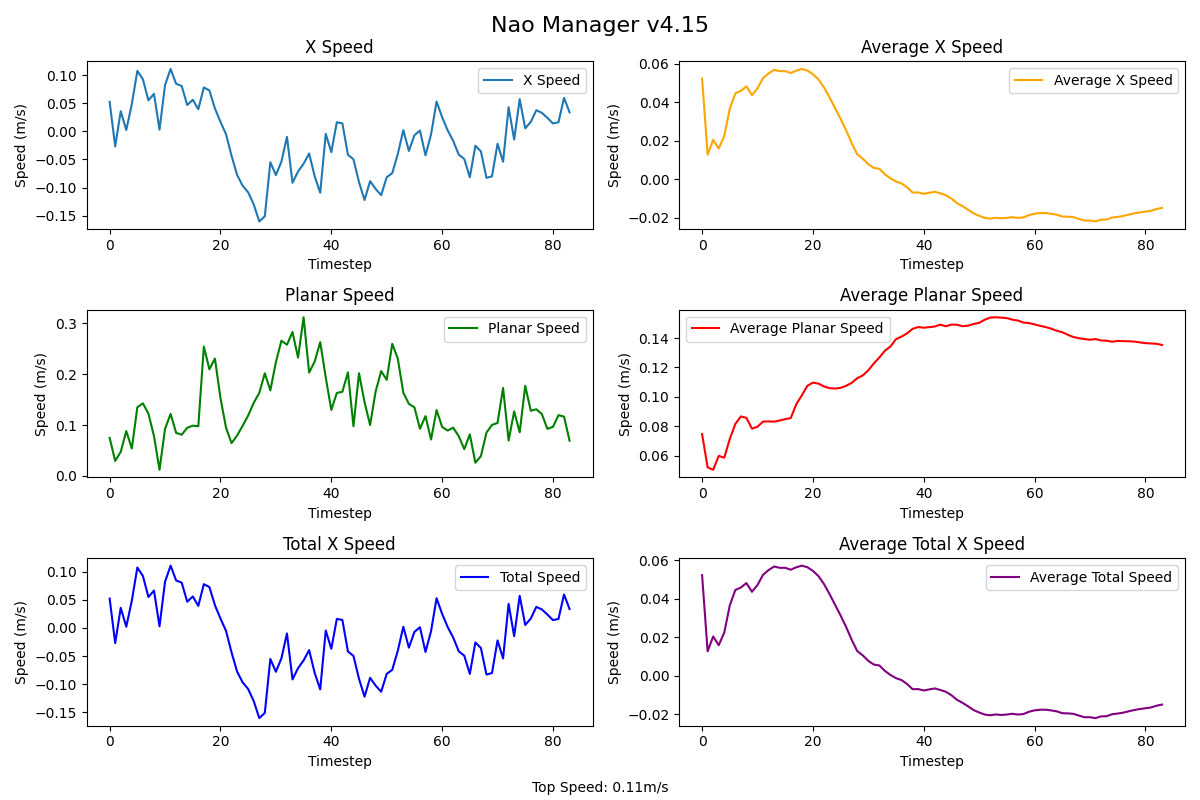 Nao Manager v4.15
X Speed
Speed (m/s)
0.10
0.05
0.00
−0.05
−0.10
−0.15
X Speed
0 20 40 60 80
Timestep
Average X Speed
Speed (m/s)
0.06
0.04
0.02
0.00
−0.02
Average X Speed
0 20 40 60 80
Timestep
Planar Speed
Speed (m/s)
0.3
0.2
0.1
0.0
Planar Speed
0 20 40 60 80
Timestep
Average Planar Speed
Speed (m/s)
0.14
0.12
0.10
0.08
0.06
Average Planar Speed
0 20 40 60 80
Timestep
Total X Speed
Speed (m/s)
0.10
0.05
0.00
−0.05
−0.10
−0.15
Total Speed
0 20 40 60 80
Timestep
Average Total X Speed
Speed (m/s)
0.06
0.04
0.02
0.00
−0.02
Average Total Speed
0 20 40 60 80
Timestep
Top Speed: 0.11m/s